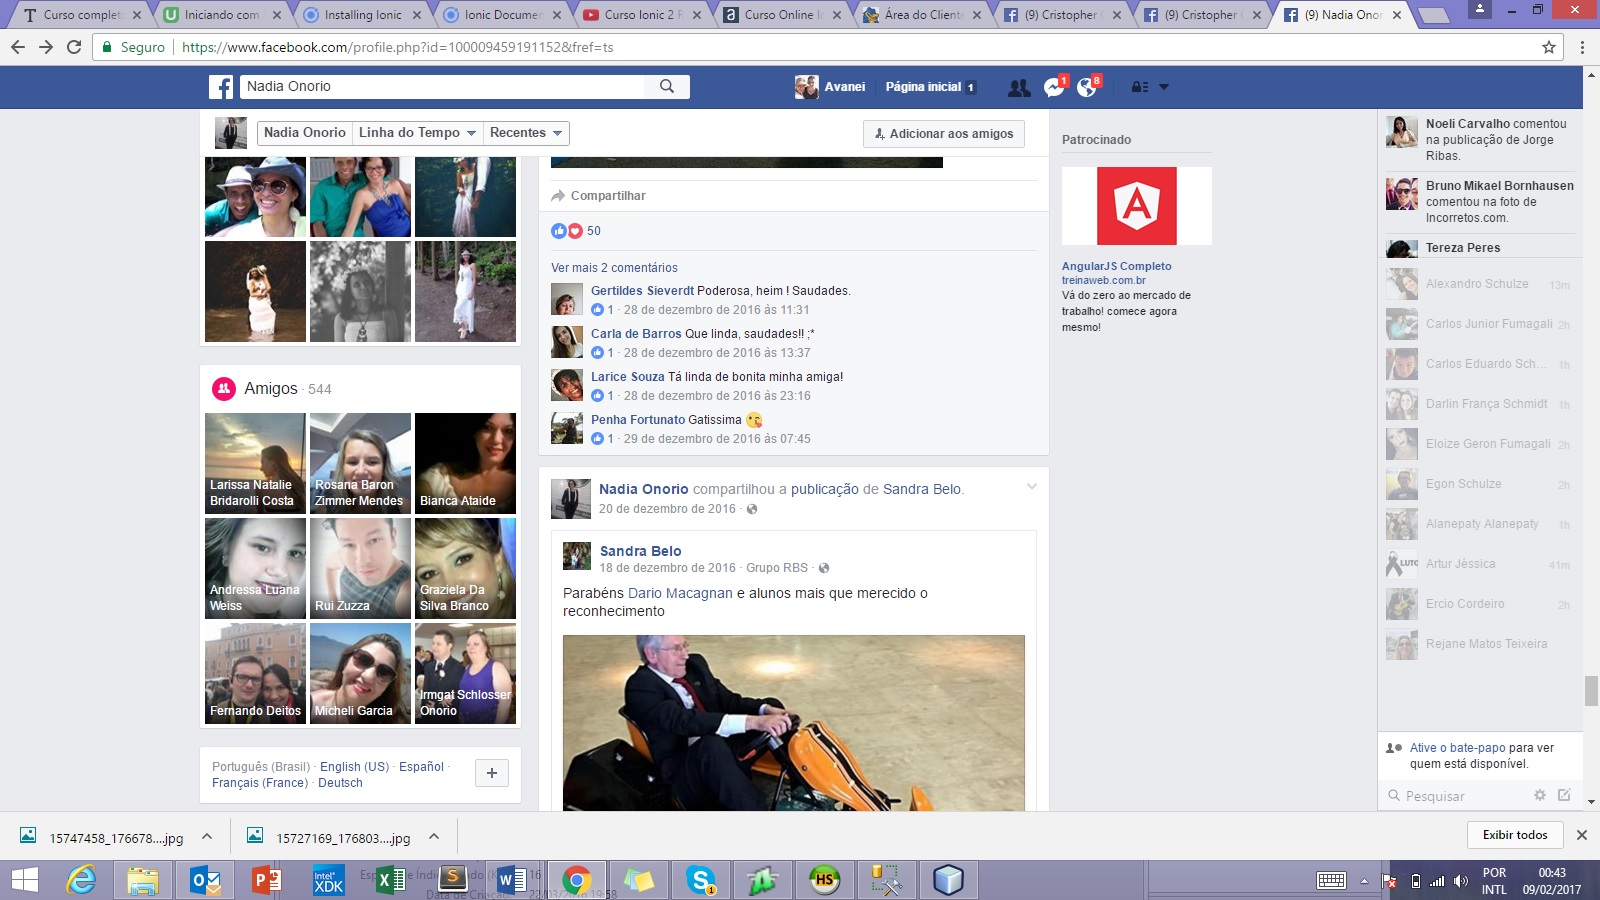 Curso complet
Iniciando com
Installing Ionic
Ionic Documen
Curso Ionic 2 R
Curso Online Io
Área do Cliente
(9) Cristopher
(9) Cristopher
(9) Nadia Onor
Seguro
https://www.facebook.com/profile.php?id=100009459191152&fref=ts
Nadia Onorio
Avanei
Página inicial 1
1
8
Nadia Onorio
Linha do Tempo
Recentes
Adicionar aos amigos
Amigos · 544
Larissa Natalie
Bridarolli Costa
Rosana Baron
Zimmer Mendes
Bianca Ataide
Andressa Luana
Weiss
Rui Zuzza
Graziela Da
Silva Branco
Fernando Deitos
Micheli Garcia
Irmgat Schlosser
Onorio
Português (Brasil) · English (US) · Español ·
Français (France) · Deutsch
Compartilhar
50
Ver mais 2 comentários
Gertildes Sieverdt Poderosa, heim ! Saudades.
1 · 28 de dezembro de 2016 às 11:31
Carla de Barros Que linda, saudades!! ;*
1 · 28 de dezembro de 2016 às 13:37
Larice Souza Tá linda de bonita minha amiga!
1 · 28 de dezembro de 2016 às 23:16
Penha Fortunato Gatissima 😘
1 · 29 de dezembro de 2016 às 07:45
Nadia Onorio compartilhou a publicação de Sandra Belo.
20 de dezembro de 2016 ·
Sandra Belo
18 de dezembro de 2016 · Grupo RBS ·
Parabéns Dario Macagnan e alunos mais que merecido o
reconhecimento
Patrocinado
A
AngularJS Completo
treinaweb.com.br
Vá do zero ao mercado de
trabalho! comece agora
mesmo!
Noeli Carvalho comentou
na publicação de Jorge
Ribas.
Bruno Mikael Bornhausen
comentou na foto de
Incorretos.com.
Tereza Peres
Alexandro Schulze 13m
Carlos Junior Fumagali 2h
Carlos Eduardo Sch... 1h
Darlin França Schmidt 1h
Eloize Geron Fumagali 2h
Egon Schulze 2h
Alanepaty Alanepaty 1h
LUTO
Artur Jéssica 41m
Ercio Cordeiro 2h
Rejane Matos Teixeira
Ative o bate-papo para ver
quem está disponível.
Pesquisar
15747458_176678....jpg
15727169_176803....jpg
Exibir todos
Intel®
XDK
HS
POR
INTL
00:43
09/02/2017